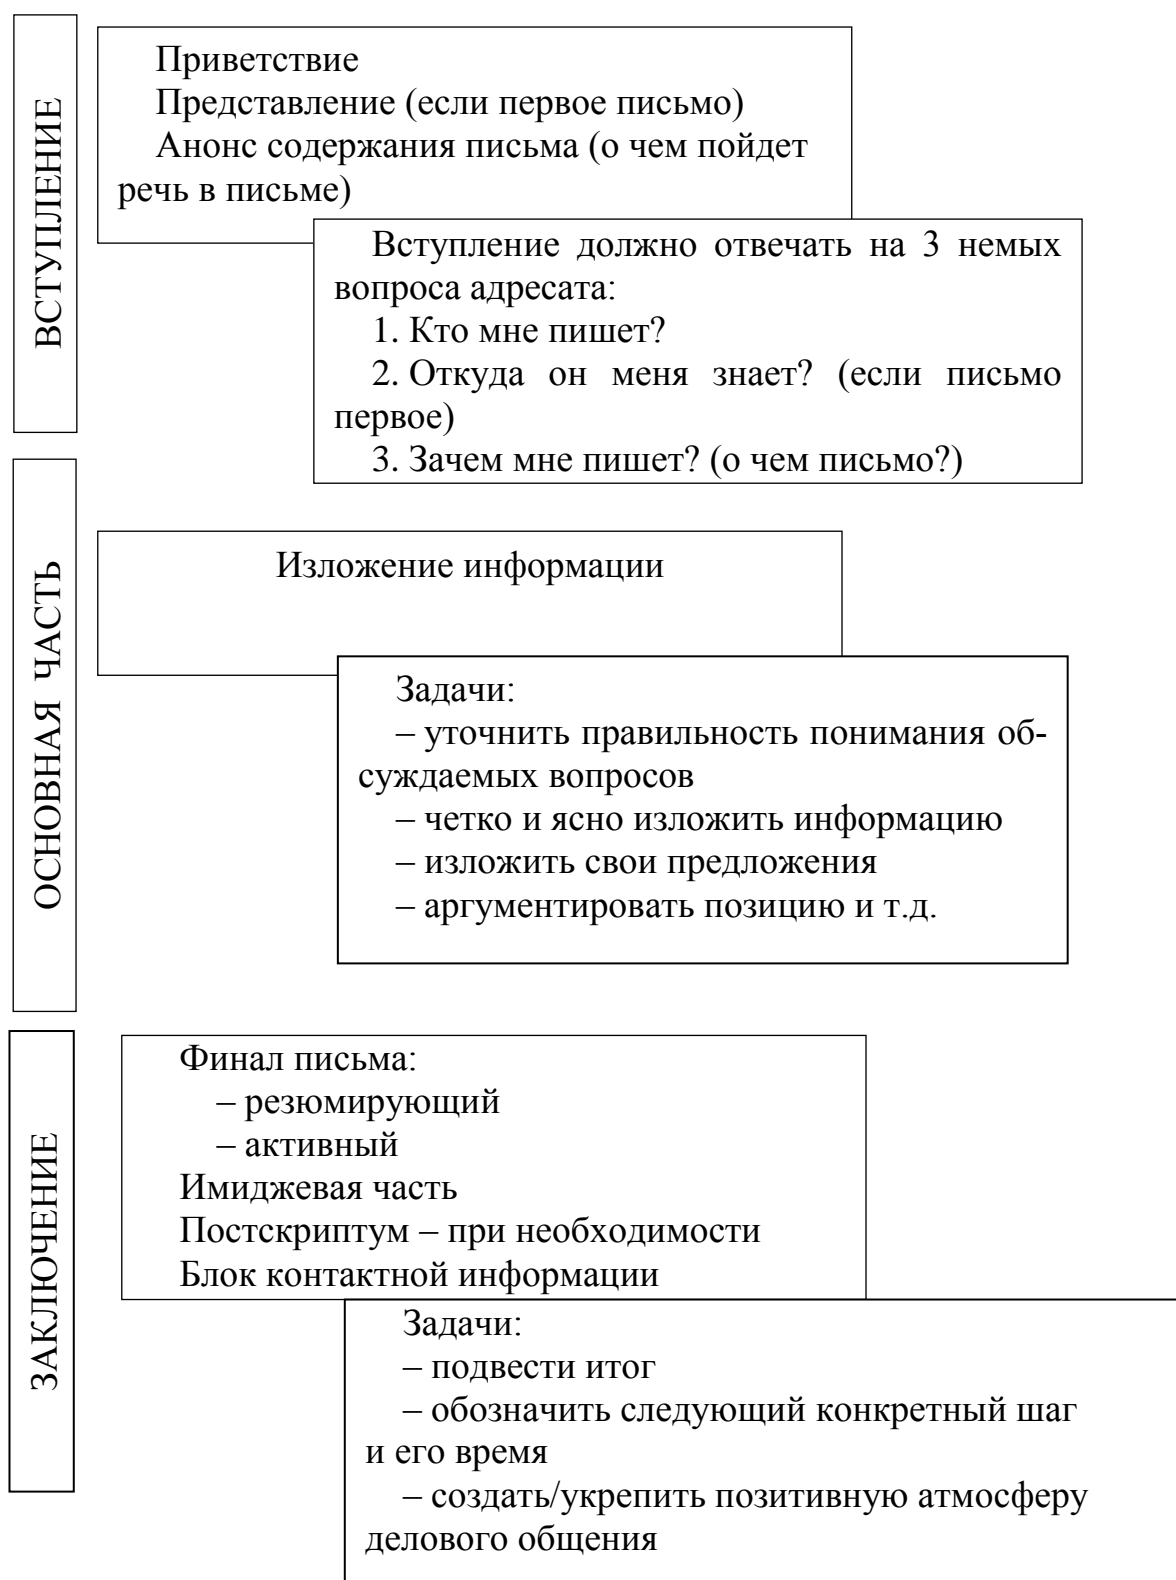 ВСТУПЛЕНИЕ
Приветствие
Представление (если первое письмо)
Анонс содержания письма (о чем пойдет
речь в письме)
Вступление должно отвечать на 3 немых
вопроса адресата:
1. Кто мне пишет?
2. Откуда он меня знает? (если письмо
первое)
3. Зачем мне пишет? (о чем письмо?)
ОСНОВНАЯ ЧАСТЬ
Изложение информации
Задачи:
– уточнить правильность понимания об-
суждаемых вопросов
– четко и ясно изложить информацию
– изложить свои предложения
– аргументировать позицию и т.д.
ЗАКЛЮЧЕНИЕ
Финал письма:
– резюмирующий
– активный
Имиджевая часть
Постскриптум – при необходимости
Блок контактной информации
Задачи:
– подвести итог
– обозначить следующий конкретный шаг
и его время
– создать/укрепить позитивную атмосферу
делового общения